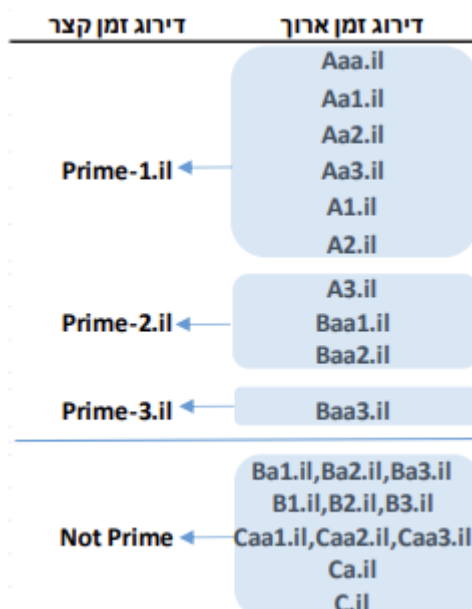 דירוג זמן ארוך דירוג זמן קצר
Aaa.il
Aa1.il
Aa2.il
Prime-1.il Aa3.il
A1.il
A2.il
A3.il
Prime-2.il Baa1.il
Baa2.il
Prime-3.il Baa3.il
Ba1.il,Ba2.il,Ba3.il
B1.il,B2.il,B3.il
Not Prime Caa1.il,Caa2.il,Caa3.il
Ca.il
C.il